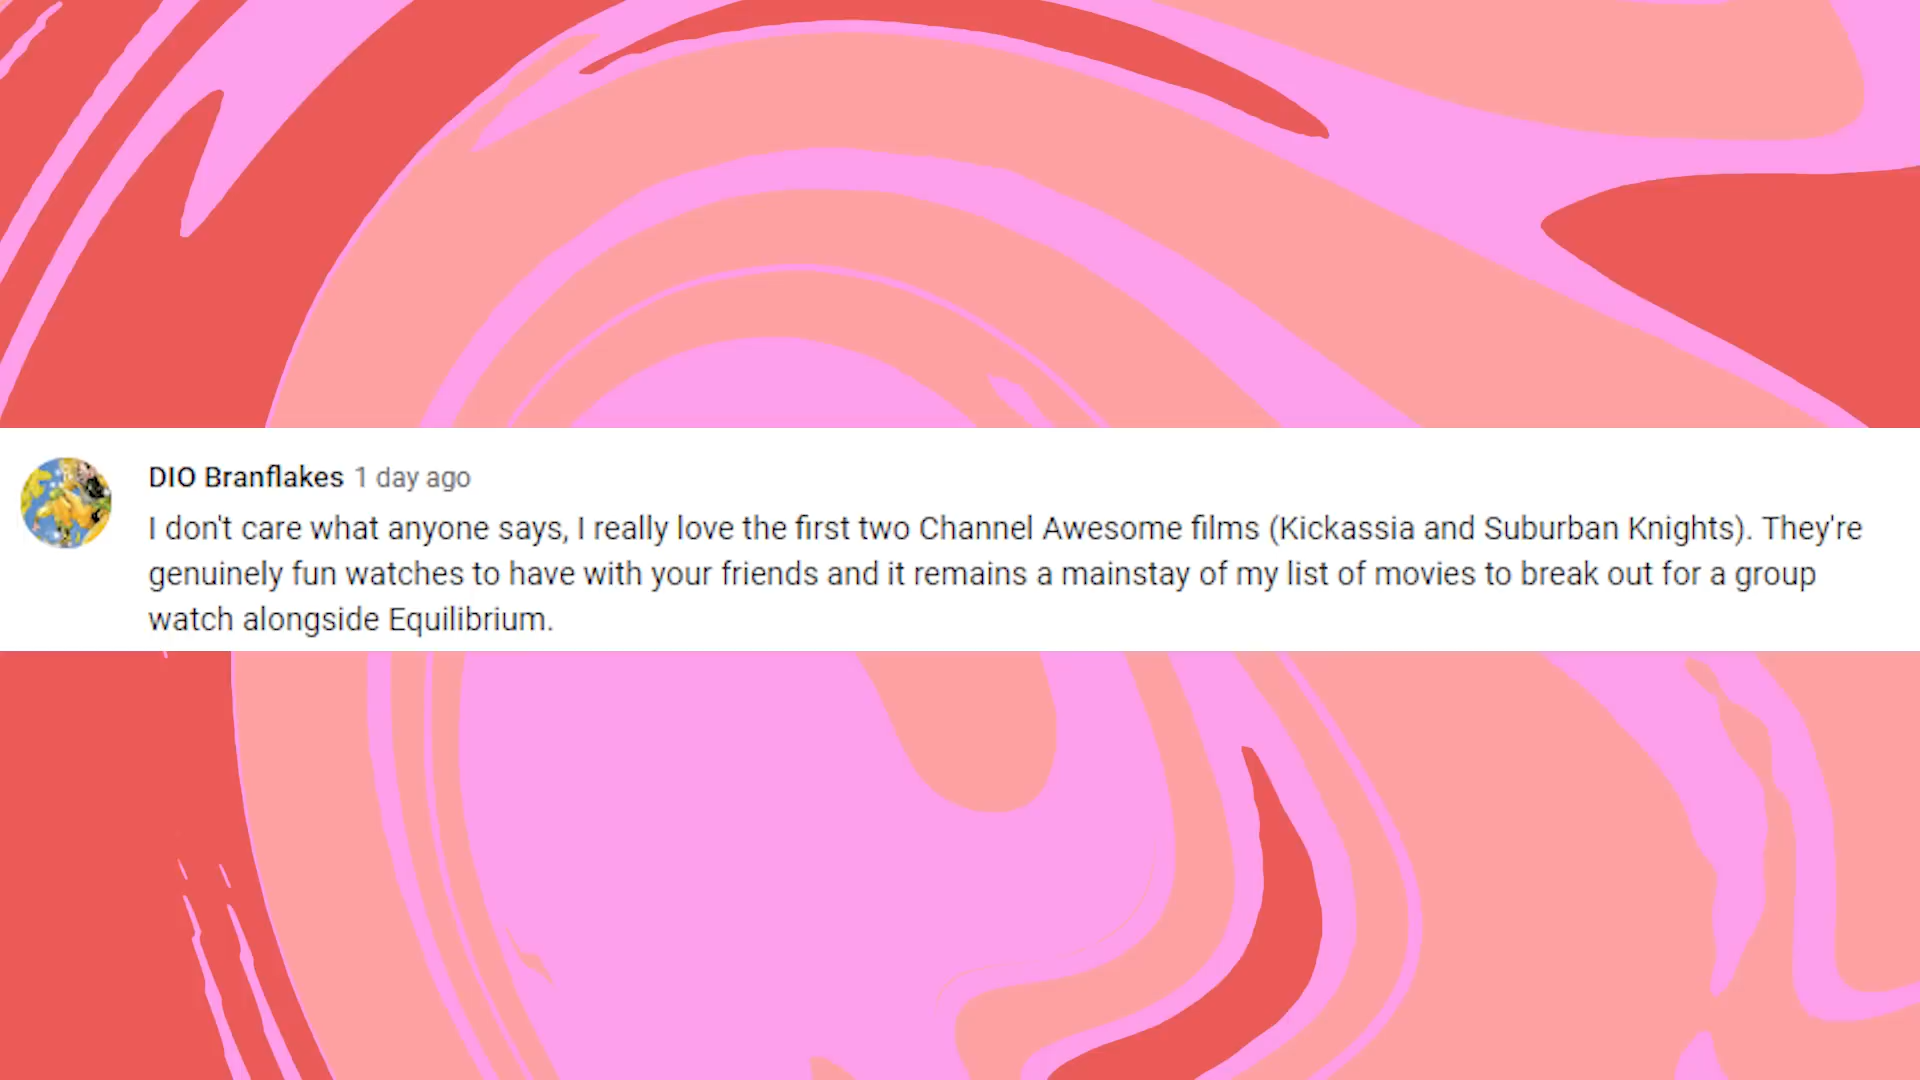 DIO Branflakes 1 day ago
I don't care what anyone says, I really love the first two Channel Awesome films (Kickassia and Suburban Knights). They're
genuinely fun watches to have with your friends and it remains a mainstay of my list of movies to break out for a group
watch alongside Equilibrium.